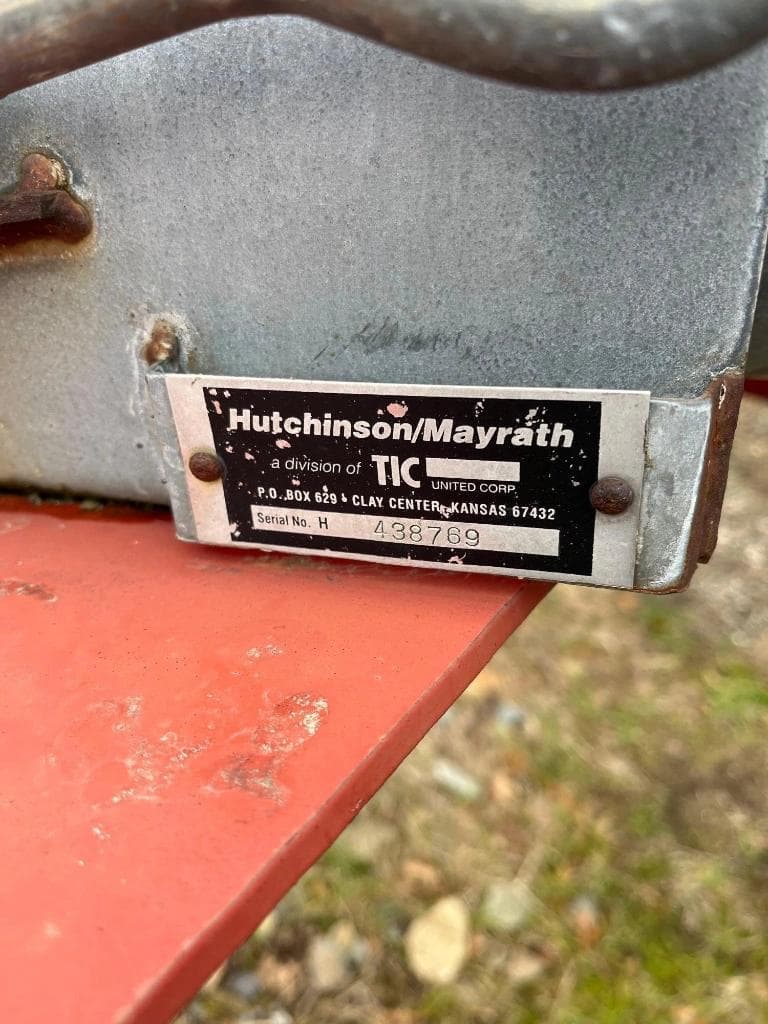 Hutchinson/Mayrath
a division of TIC
UNITED CORP.
P.O. BOX 629 • CLAY CENTER, KANSAS 67432
Serial No. H 438769